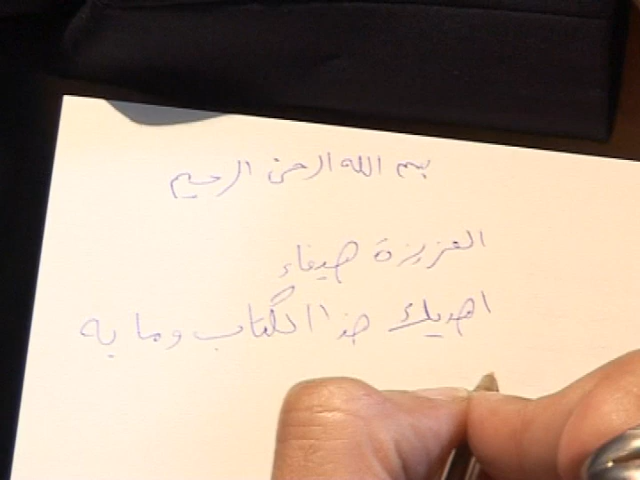 بسم الله الرحمن الرحيم
العزيزة هيفاء
اهديك هذا الكتاب وما به